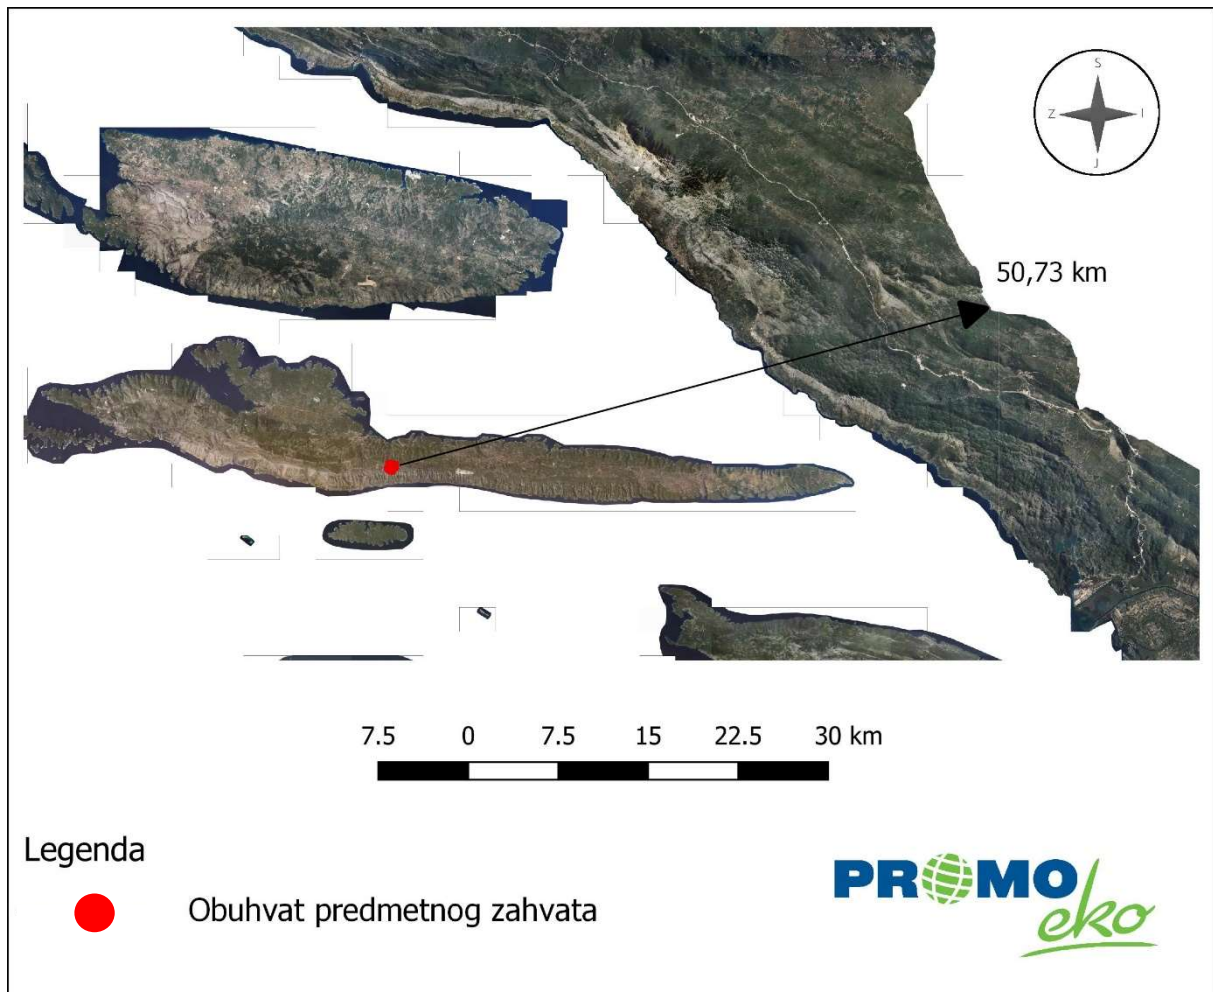 S
Z I
J
50,73 km
7.5 0 7.5 15 22.5 30 km
Legenda
Obuhvat predmetnog zahvata
PROMO
eko